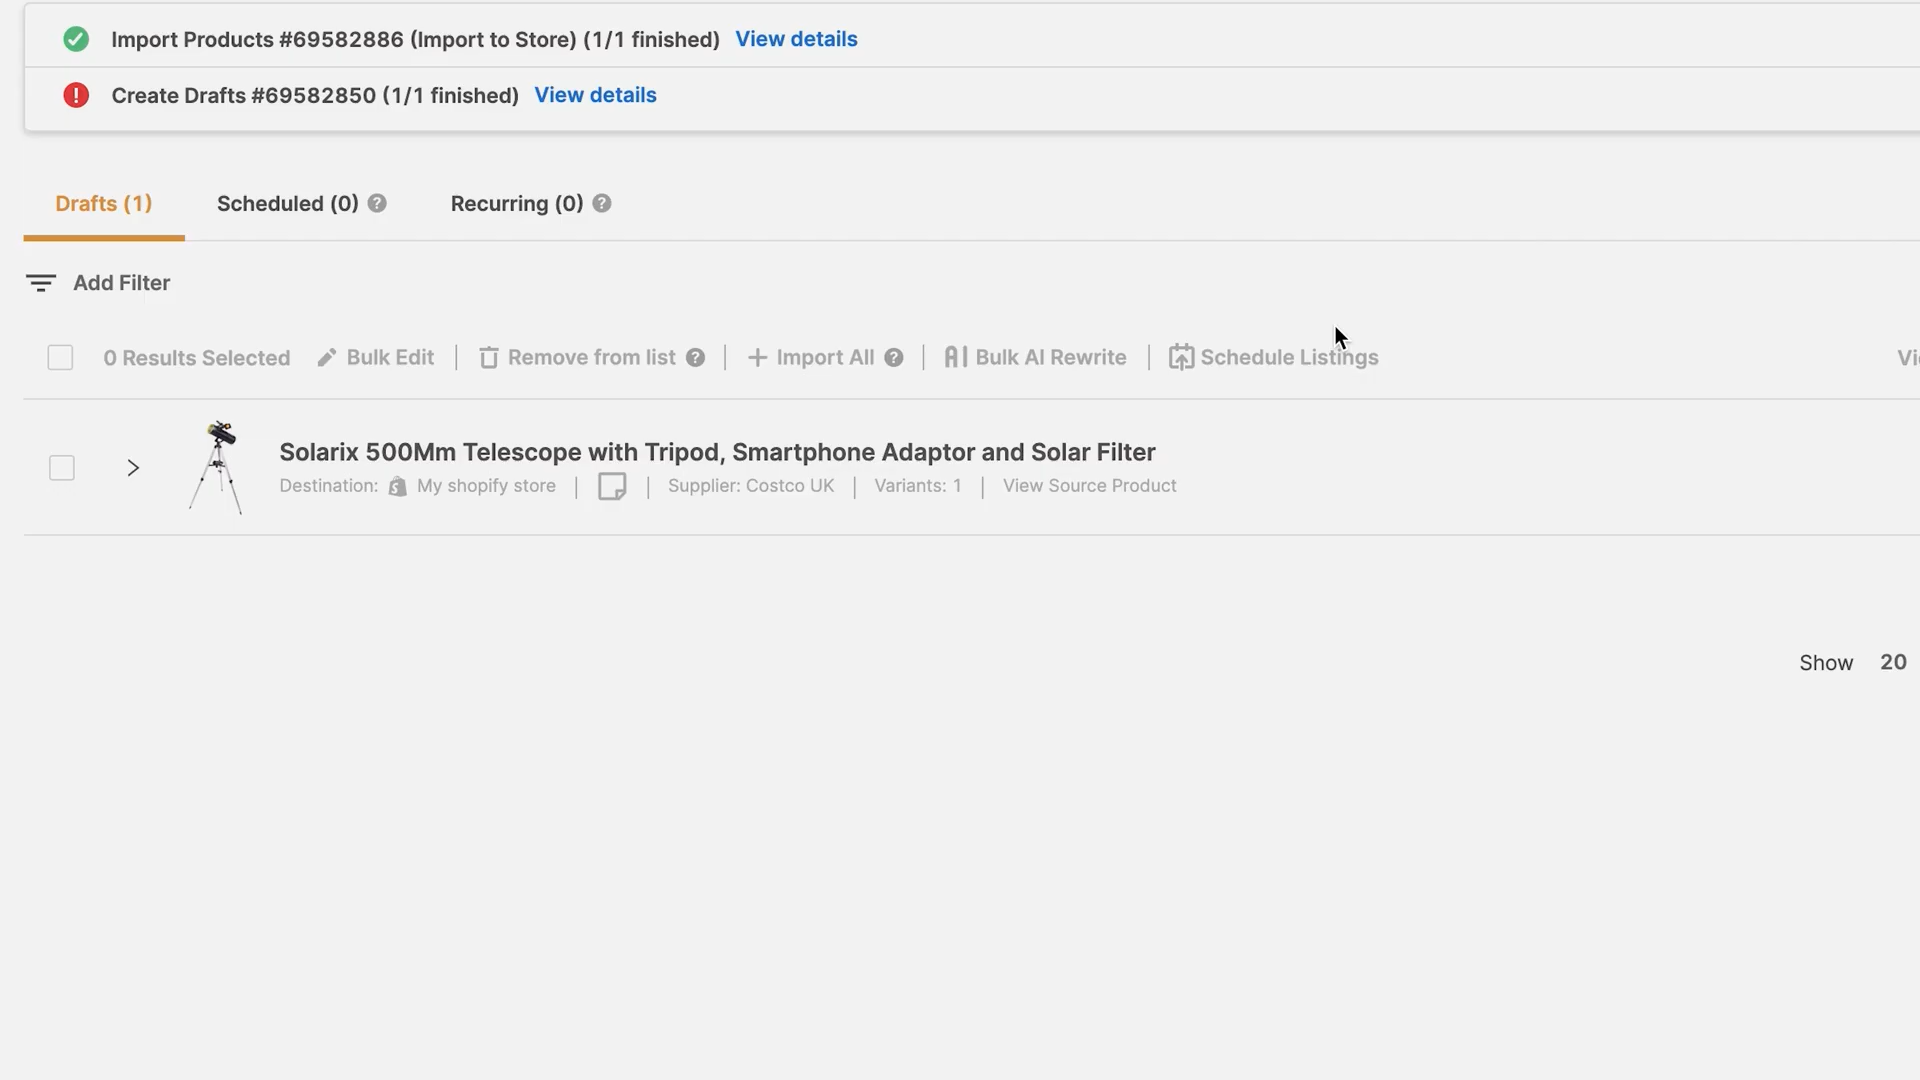 Import Products #69582886 (Import to Store) (1/1 finished) View details
Create Drafts #69582850 (1/1 finished) View details
Drafts (1) Scheduled (0) Recurring (0)
Add Filter
0 Results Selected Bulk Edit | Remove from list | + Import All | AI Bulk AI Rewrite | Schedule Listings
Solarix 500Mm Telescope with Tripod, Smartphone Adaptor and Solar Filter
Destination: My shopify store | | Supplier: Costco UK | Variants: 1 | View Source Product
Show 20